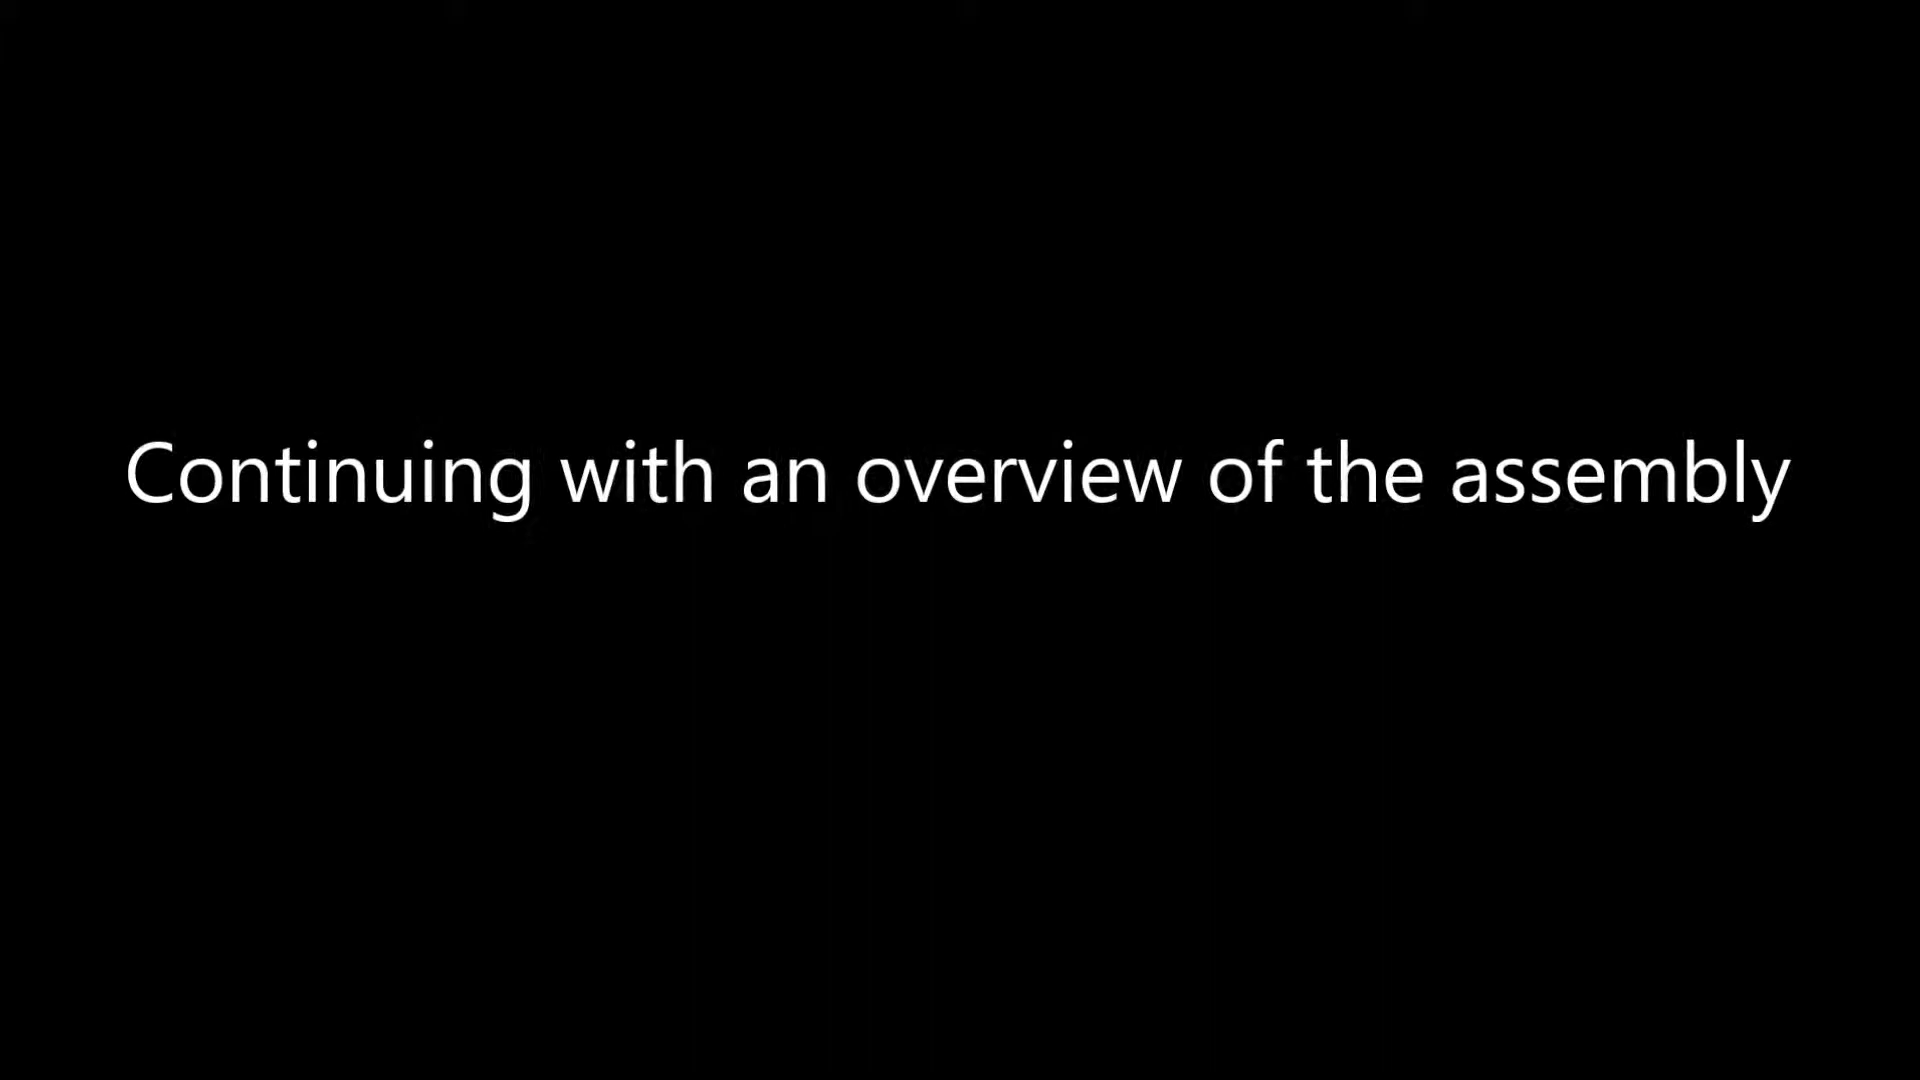 Continuing with an overview of the assembly